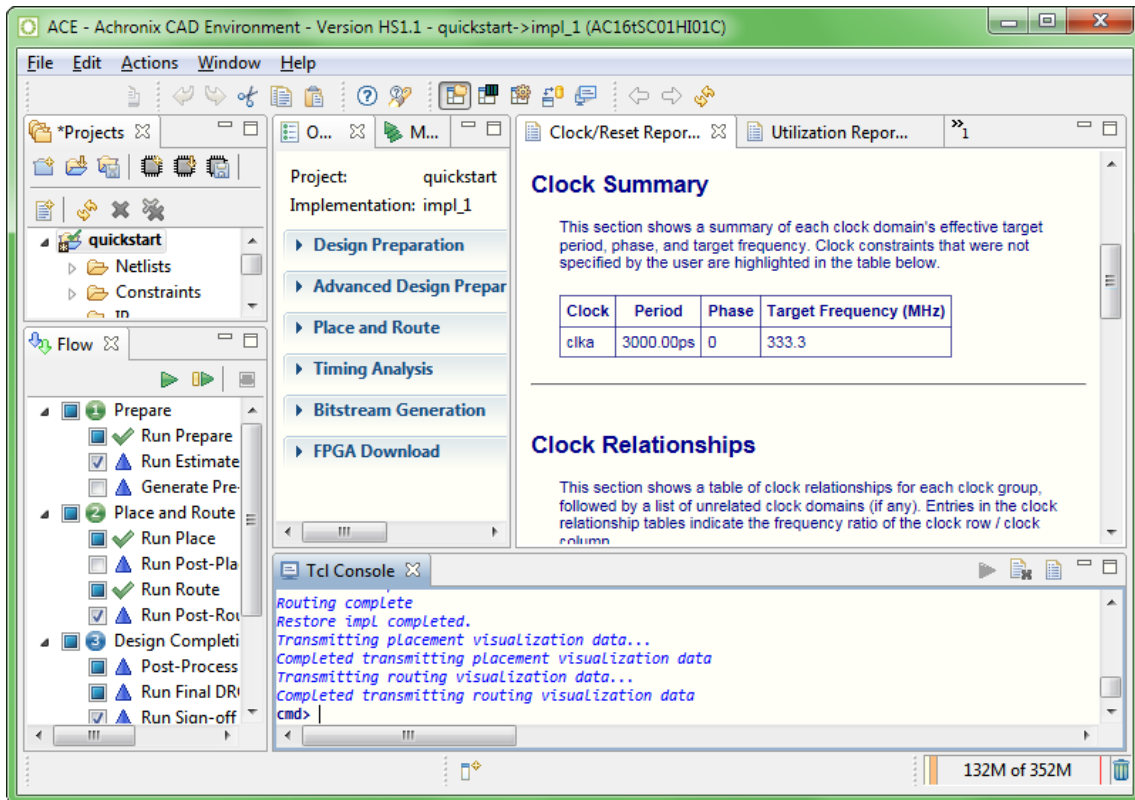 ACE - Achronix CAD Environment - Version HS1.1 - quickstart->impl_1 (AC16tSC01HI01C)
File Edit Actions Window Help
*Projects
quickstart
Netlists
Constraints
Flow
1 Prepare
Run Prepare
Run Estimate
Generate Pre-
2 Place and Route
Run Place
Run Post-Pla
Run Route
Run Post-Rou
3 Design Completi
Post-Process
Run Final DR
Run Sign-off
O... M...
Project: quickstart
Implementation: impl_1
Design Preparation
Advanced Design Prepar
Place and Route
Timing Analysis
Bitstream Generation
FPGA Download
Clock/Reset Repor... Utilization Repor... »1
Clock Summary
This section shows a summary of each clock domain's effective target
period, phase, and target frequency. Clock constraints that were not
specified by the user are highlighted in the table below.
Clock Period Phase Target Frequency (MHz)
clka 3000.00ps 0 333.3
Clock Relationships
This section shows a table of clock relationships for each clock group,
followed by a list of unrelated clock domains (if any). Entries in the clock
relationship tables indicate the frequency ratio of the clock row / clock
column
Tcl Console
Routing complete
Restore impl completed.
Transmitting placement visualization data...
Completed transmitting placement visualization data
Transmitting routing visualization data...
Completed transmitting routing visualization data
cmd>
132M of 352M